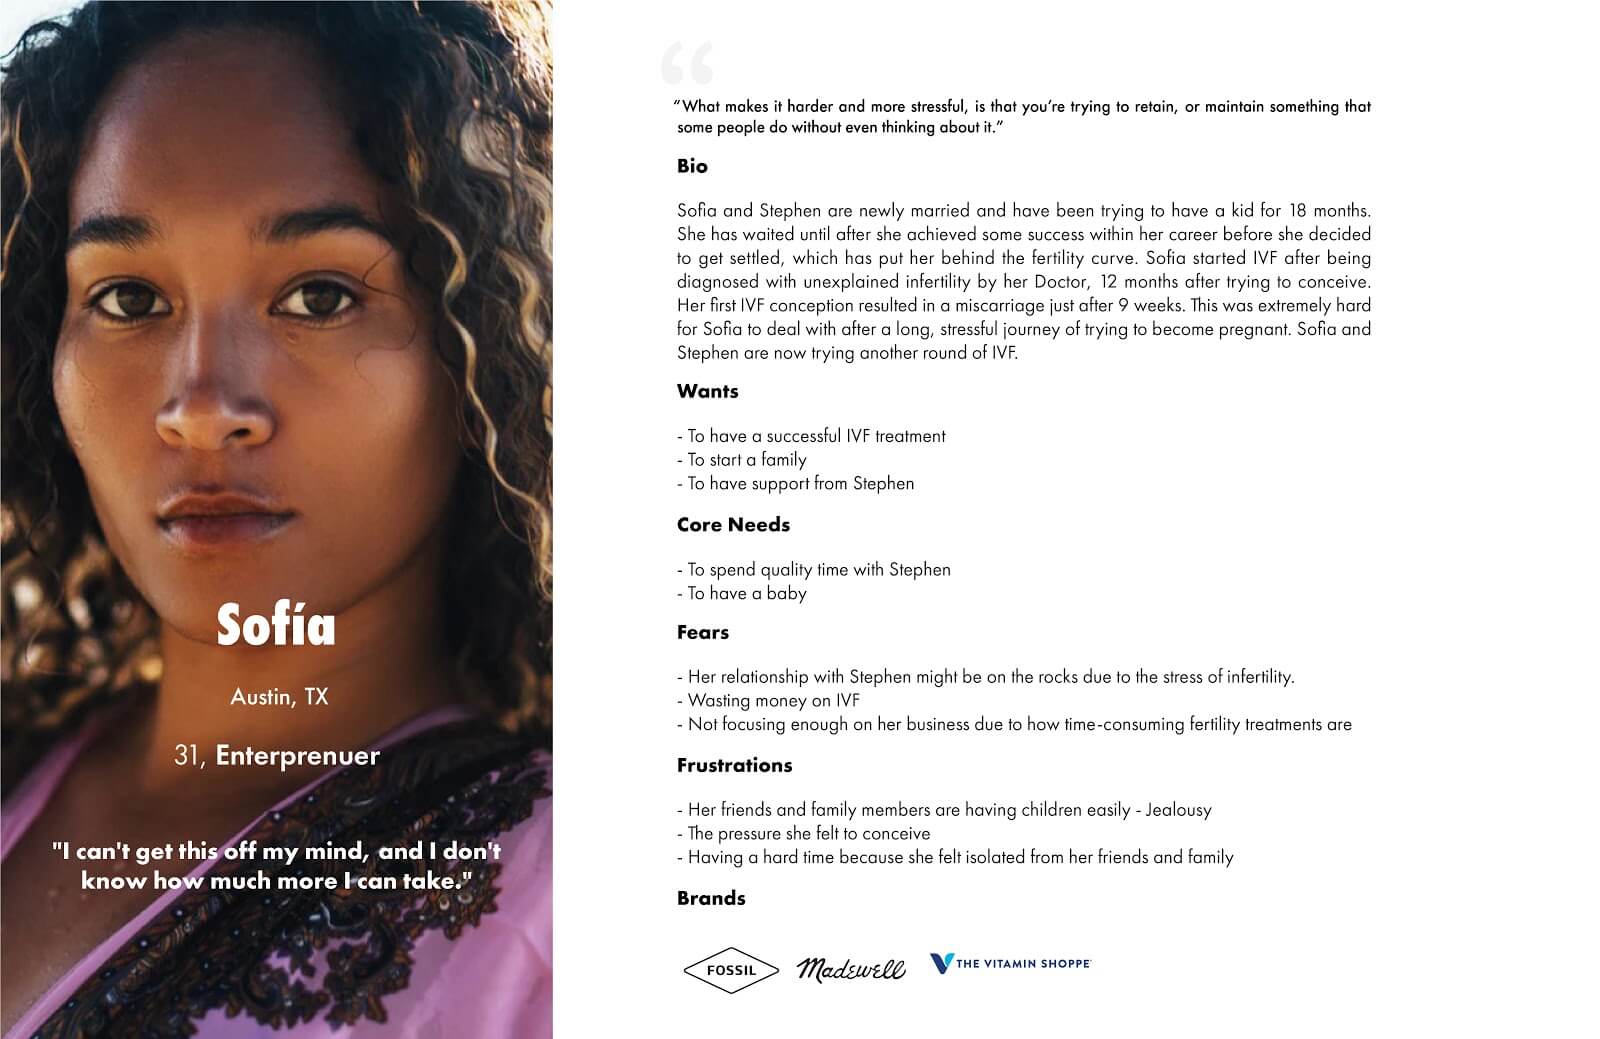 Sofía
Austin, TX
31, Enterprenuer
"I can't get this off my mind, and I don't
know how much more I can take."
“
“What makes it harder and more stressful, is that you’re trying to retain, or maintain something that
some people do without even thinking about it.”
Bio
Sofia and Stephen are newly married and have been trying to have a kid for 18 months.
She has waited until after she achieved some success within her career before she decided
to get settled, which has put her behind the fertility curve. Sofia started IVF after being
diagnosed with unexplained infertility by her Doctor, 12 months after trying to conceive.
Her first IVF conception resulted in a miscarriage just after 9 weeks. This was extremely hard
for Sofia to deal with after a long, stressful journey of trying to become pregnant. Sofia and
Stephen are now trying another round of IVF.
Wants
- To have a successful IVF treatment
- To start a family
- To have support from Stephen
Core Needs
- To spend quality time with Stephen
- To have a baby
Fears
- Her relationship with Stephen might be on the rocks due to the stress of infertility.
- Wasting money on IVF
- Not focusing enough on her business due to how time-consuming fertility treatments are
Frustrations
- Her friends and family members are having children easily - Jealousy
- The pressure she felt to conceive
- Having a hard time because she felt isolated from her friends and family
Brands
FOSSIL
Madewell
THE VITAMIN SHOPPE